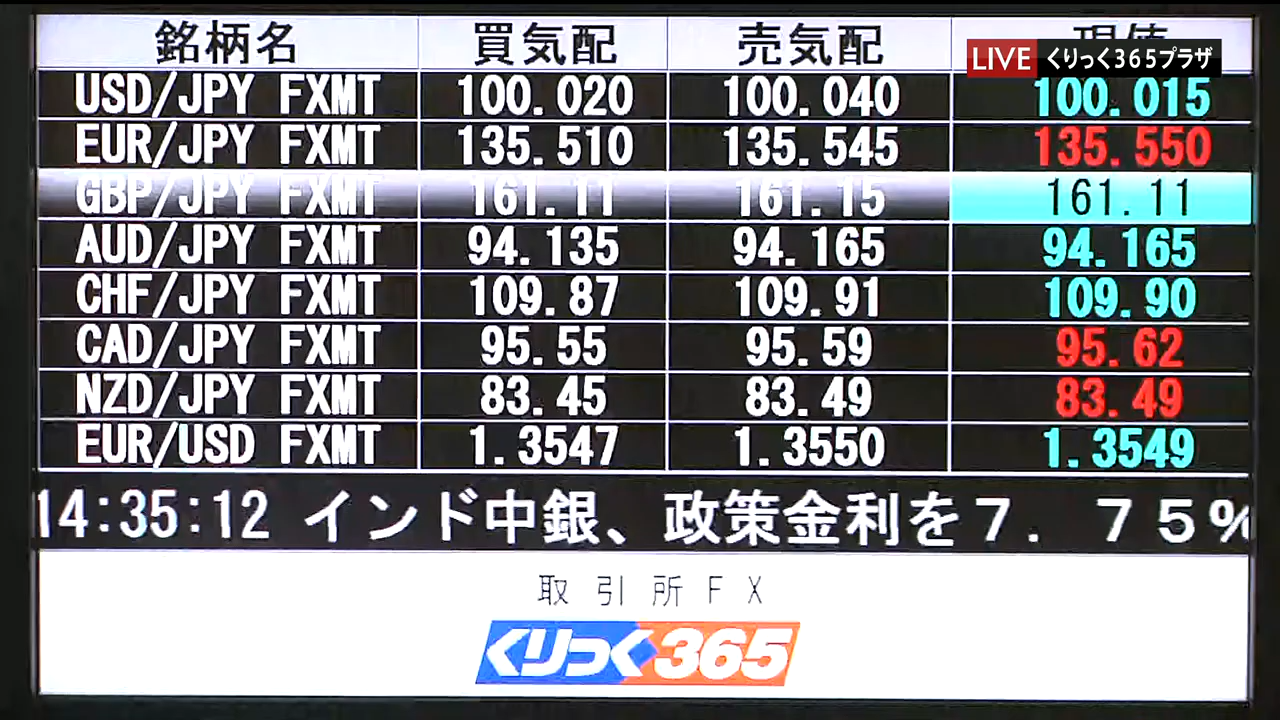 銘柄名 買気配 売気配 現値
LIVE くりっく365プラザ
USD/JPY FXMT 100.020 100.040 100.015
EUR/JPY FXMT 135.510 135.545 135.550
GBP/JPY FXMT 161.11 161.15 161.11
AUD/JPY FXMT 94.135 94.165 94.165
CHF/JPY FXMT 109.87 109.91 109.90
CAD/JPY FXMT 95.55 95.59 95.62
NZD/JPY FXMT 83.45 83.49 83.49
EUR/USD FXMT 1.3547 1.3550 1.3549
14:35:12 インド中銀、政策金利を7.75%
取引所FX
くりっく365